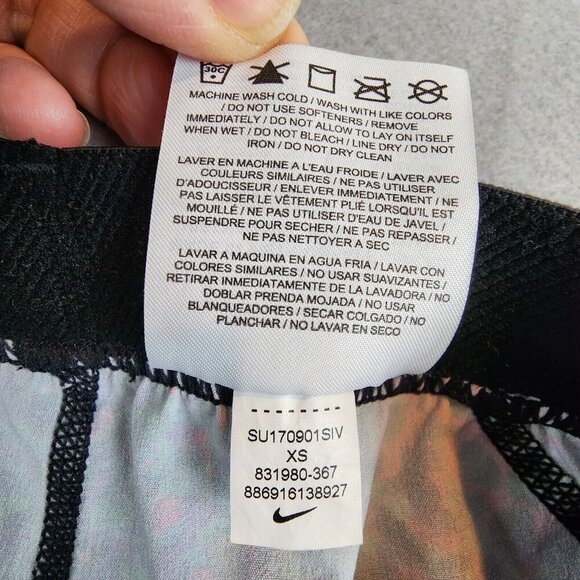 30C
MACHINE WASH COLD / WASH WITH LIKE COLORS
/ DO NOT USE SOFTENERS / REMOVE
IMMEDIATELY / DO NOT ALLOW TO LAY ON ITSELF
WHEN WET / DO NOT BLEACH / LINE DRY / DO NOT
IRON / DO NOT DRY CLEAN
LAVER EN MACHINE A L'EAU FROIDE / LAVER AVEC
COULEURS SIMILAIRES / NE PAS UTILISER
D'ADOUCISSEUR / ENLEVER IMMEDIATEMENT / NE
PAS LAISSER LE VÊTEMENT PLIÉ LORSQU'IL EST
MOUILLÉ / NE PAS UTILISER D'EAU DE JAVEL /
SUSPENDRE POUR SECHER / NE PAS REPASSER /
NE PAS NETTOYER A SEC
LAVAR A MAQUINA EN AGUA FRIA / LAVAR CON
COLORES SIMILARES / NO USAR SUAVIZANTES /
RETIRAR INMEDIATAMENTE DE LA LAVADORA / NO
DOBLAR PRENDA MOJADA / NO USAR
BLANQUEADORES / SECAR COLGADO / NO
PLANCHAR / NO LAVAR EN SECO
SU170901SIV
XS
831980-367
886916138927